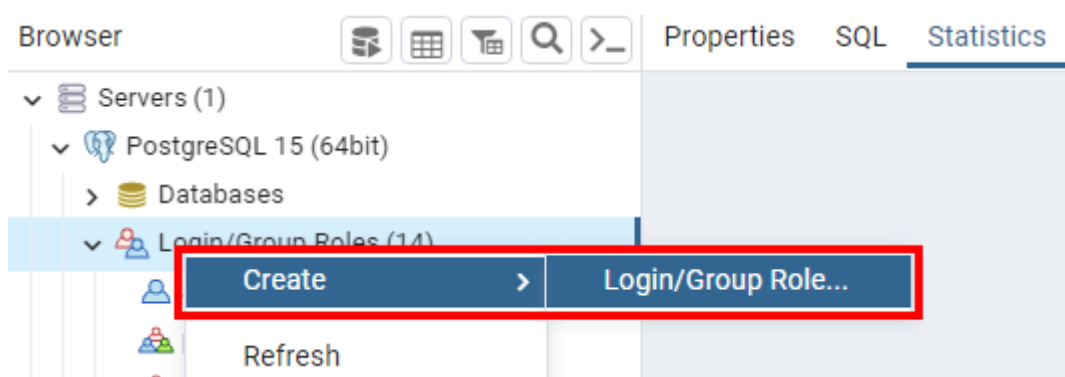 Browser
Properties SQL Statistics
Servers (1)
PostgreSQL 15 (64bit)
Databases
Login/Group Roles (14)
Create
Login/Group Role...
Refresh